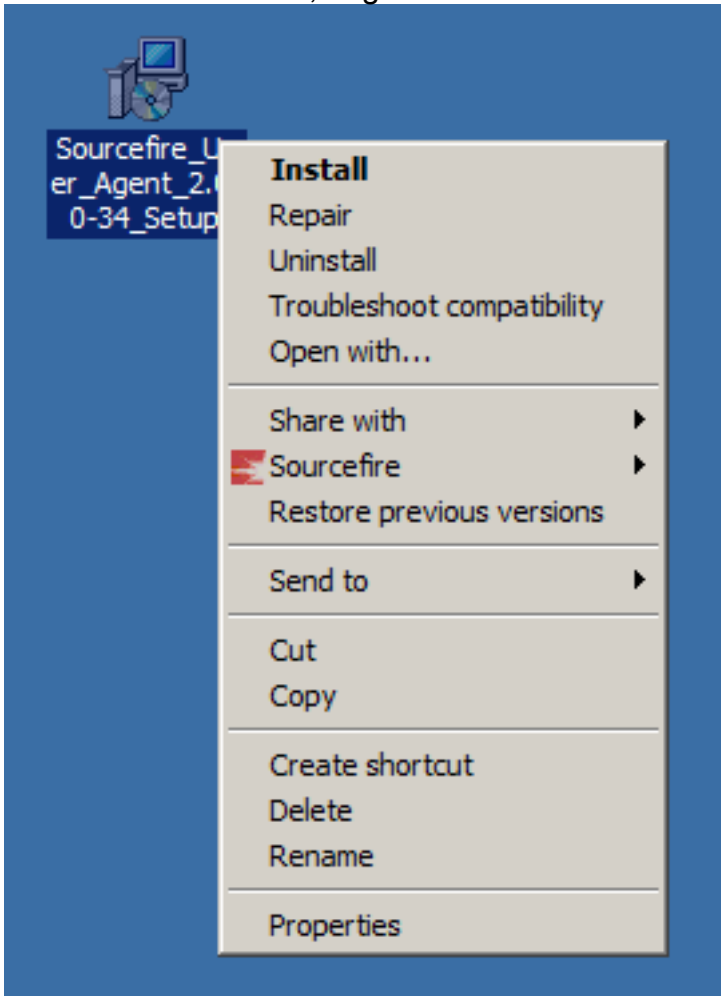 Sourcefire_U
er_Agent_2.
0-34_Setup
Install
Repair
Uninstall
Troubleshoot compatibility
Open with...
Share with
Sourcefire
Restore previous versions
Send to
Cut
Copy
Create shortcut
Delete
Rename
Properties